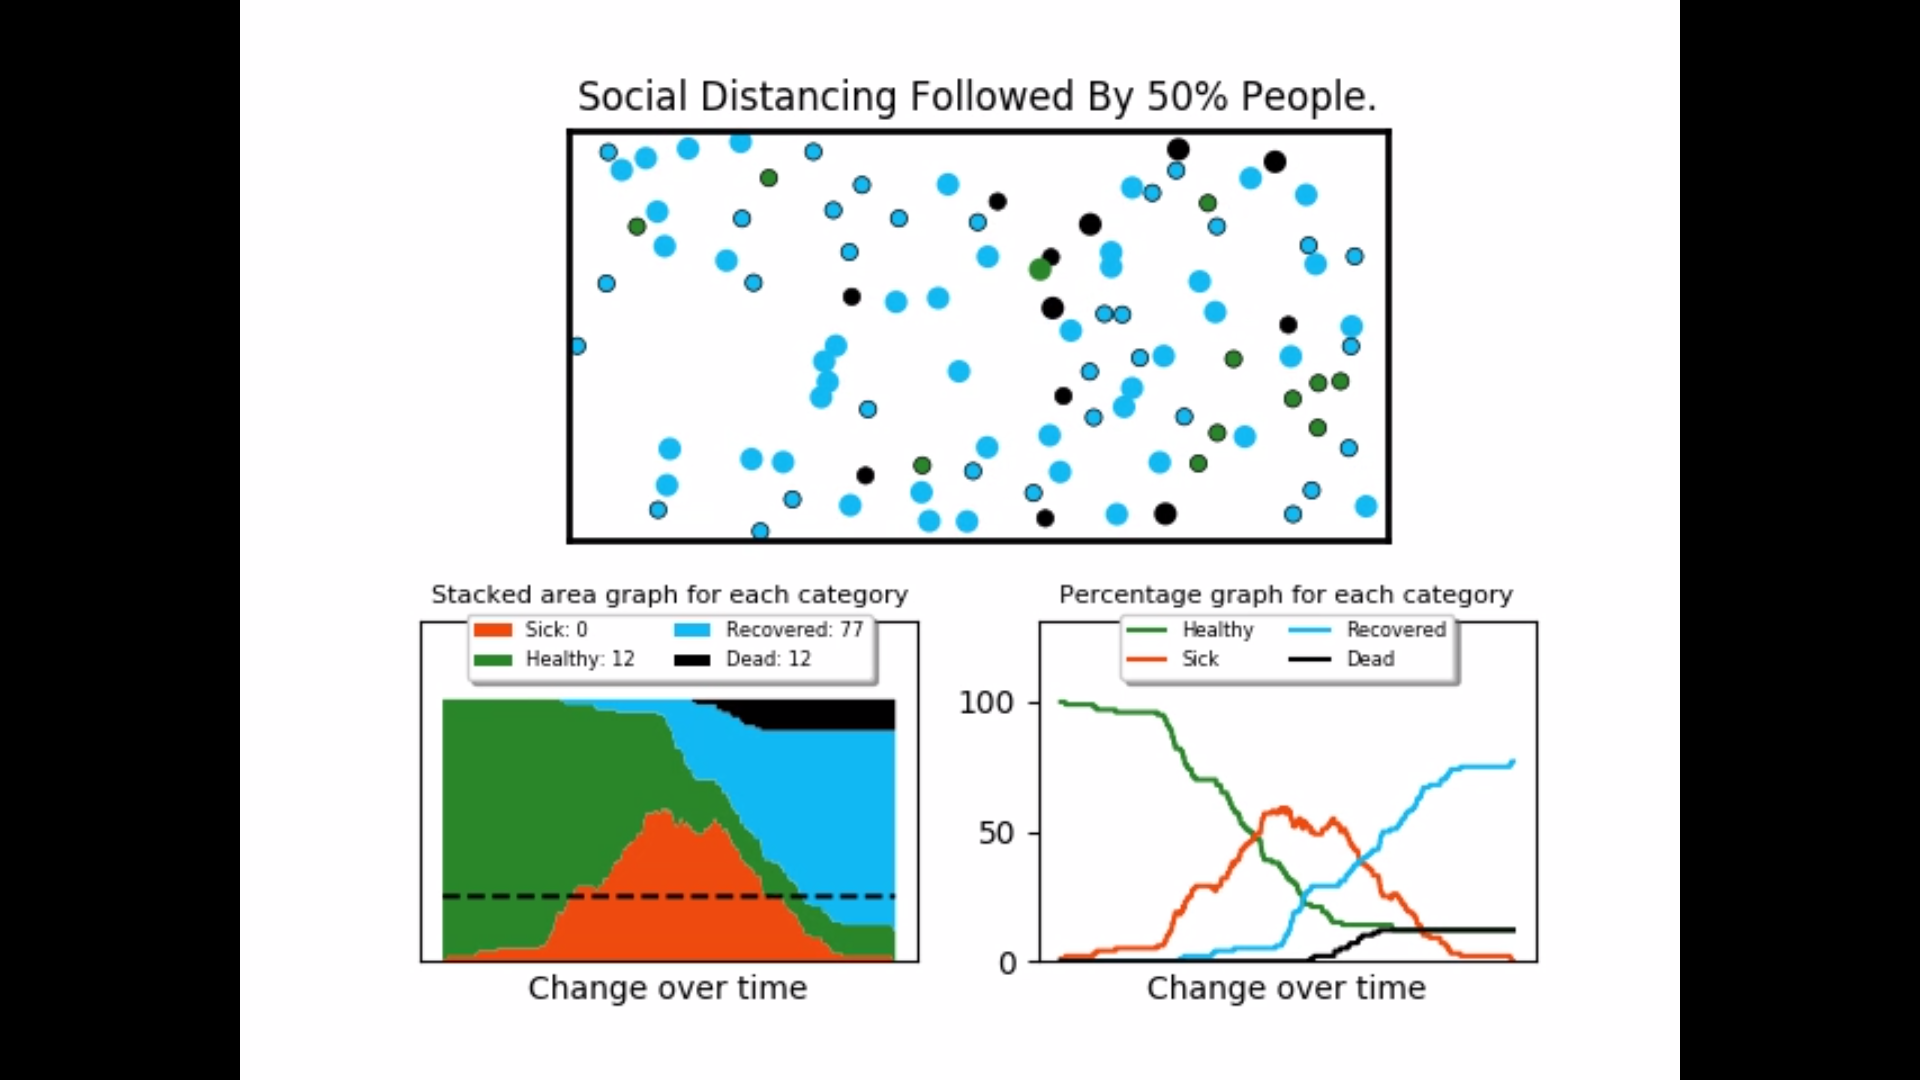 Social Distancing Followed By 50% People.
Stacked area graph for each category
Sick: 0 Recovered: 77
Healthy: 12 Dead: 12
Change over time
Percentage graph for each category
Healthy Recovered
Sick Dead
100
50
0
Change over time